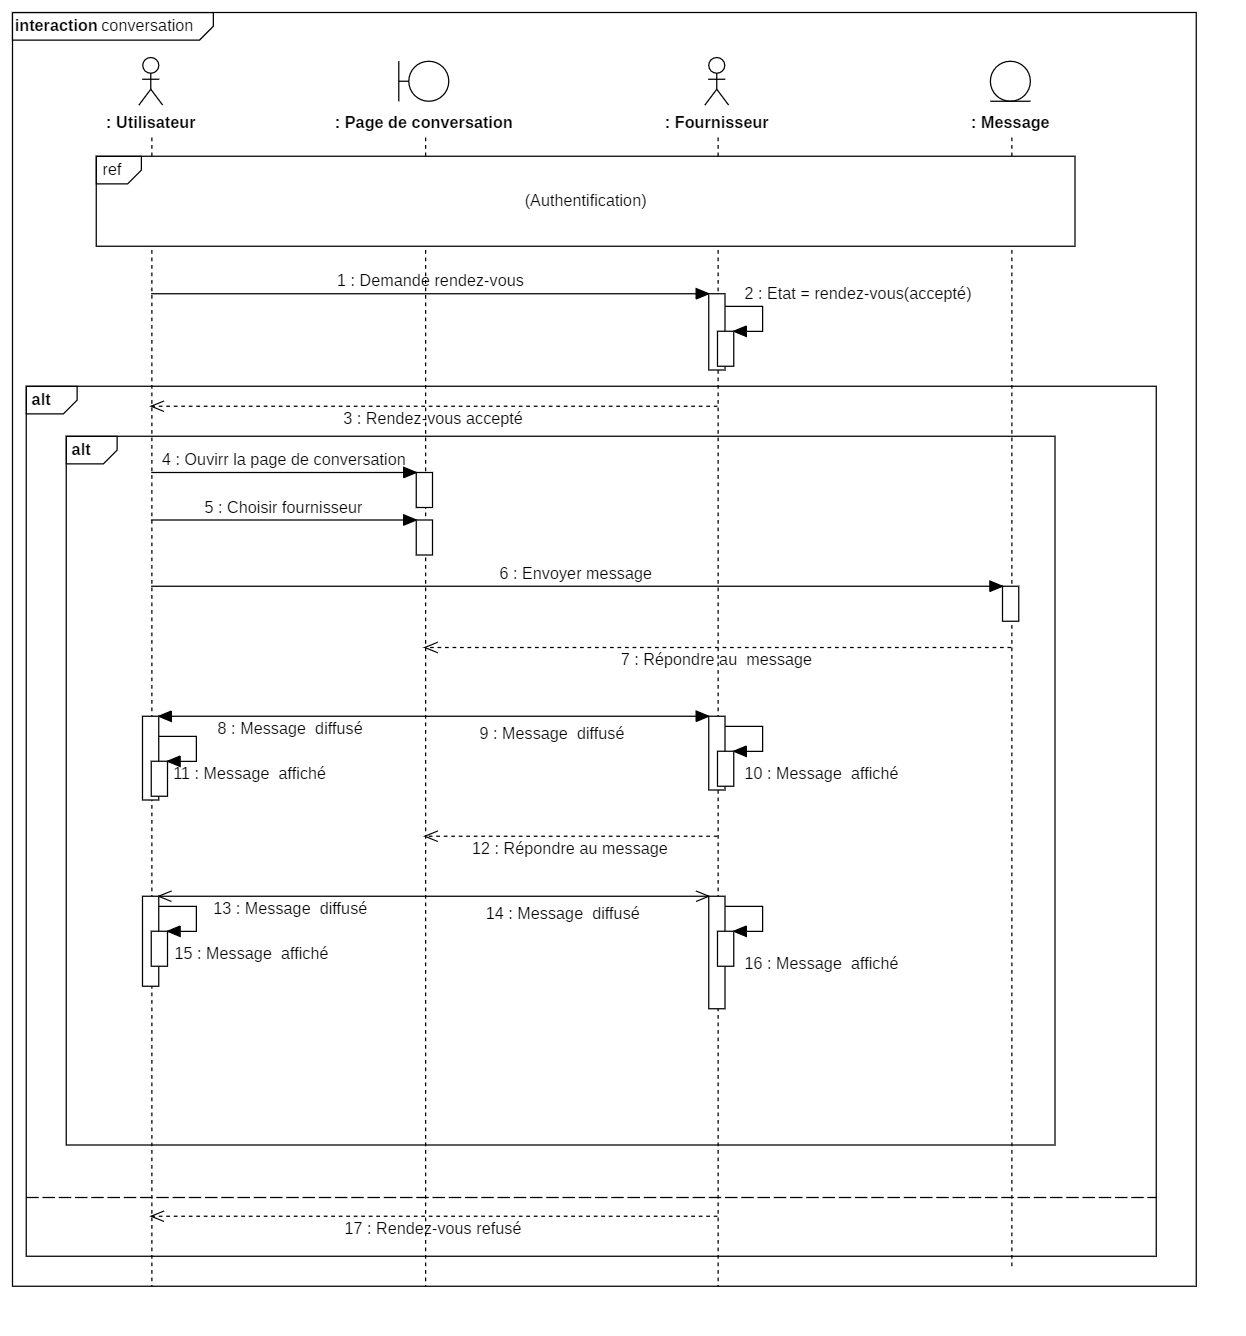 interaction conversation
: Utilisateur
: Page de conversation
: Fournisseur
: Message
ref
(Authentification)
1 : Demande rendez-vous
2 : Etat = rendez-vous(accepté)
alt
3 : Rendez-vous accepté
alt
4 : Ouvirr la page de conversation
5 : Choisir fournisseur
6 : Envoyer message
7 : Répondre au  message
8 : Message  diffusé
9 : Message  diffusé
11 : Message  affiché
10 : Message  affiché
12 : Répondre au message
13 : Message  diffusé
14 : Message  diffusé
15 : Message  affiché
16 : Message  affiché
17 : Rendez-vous refusé